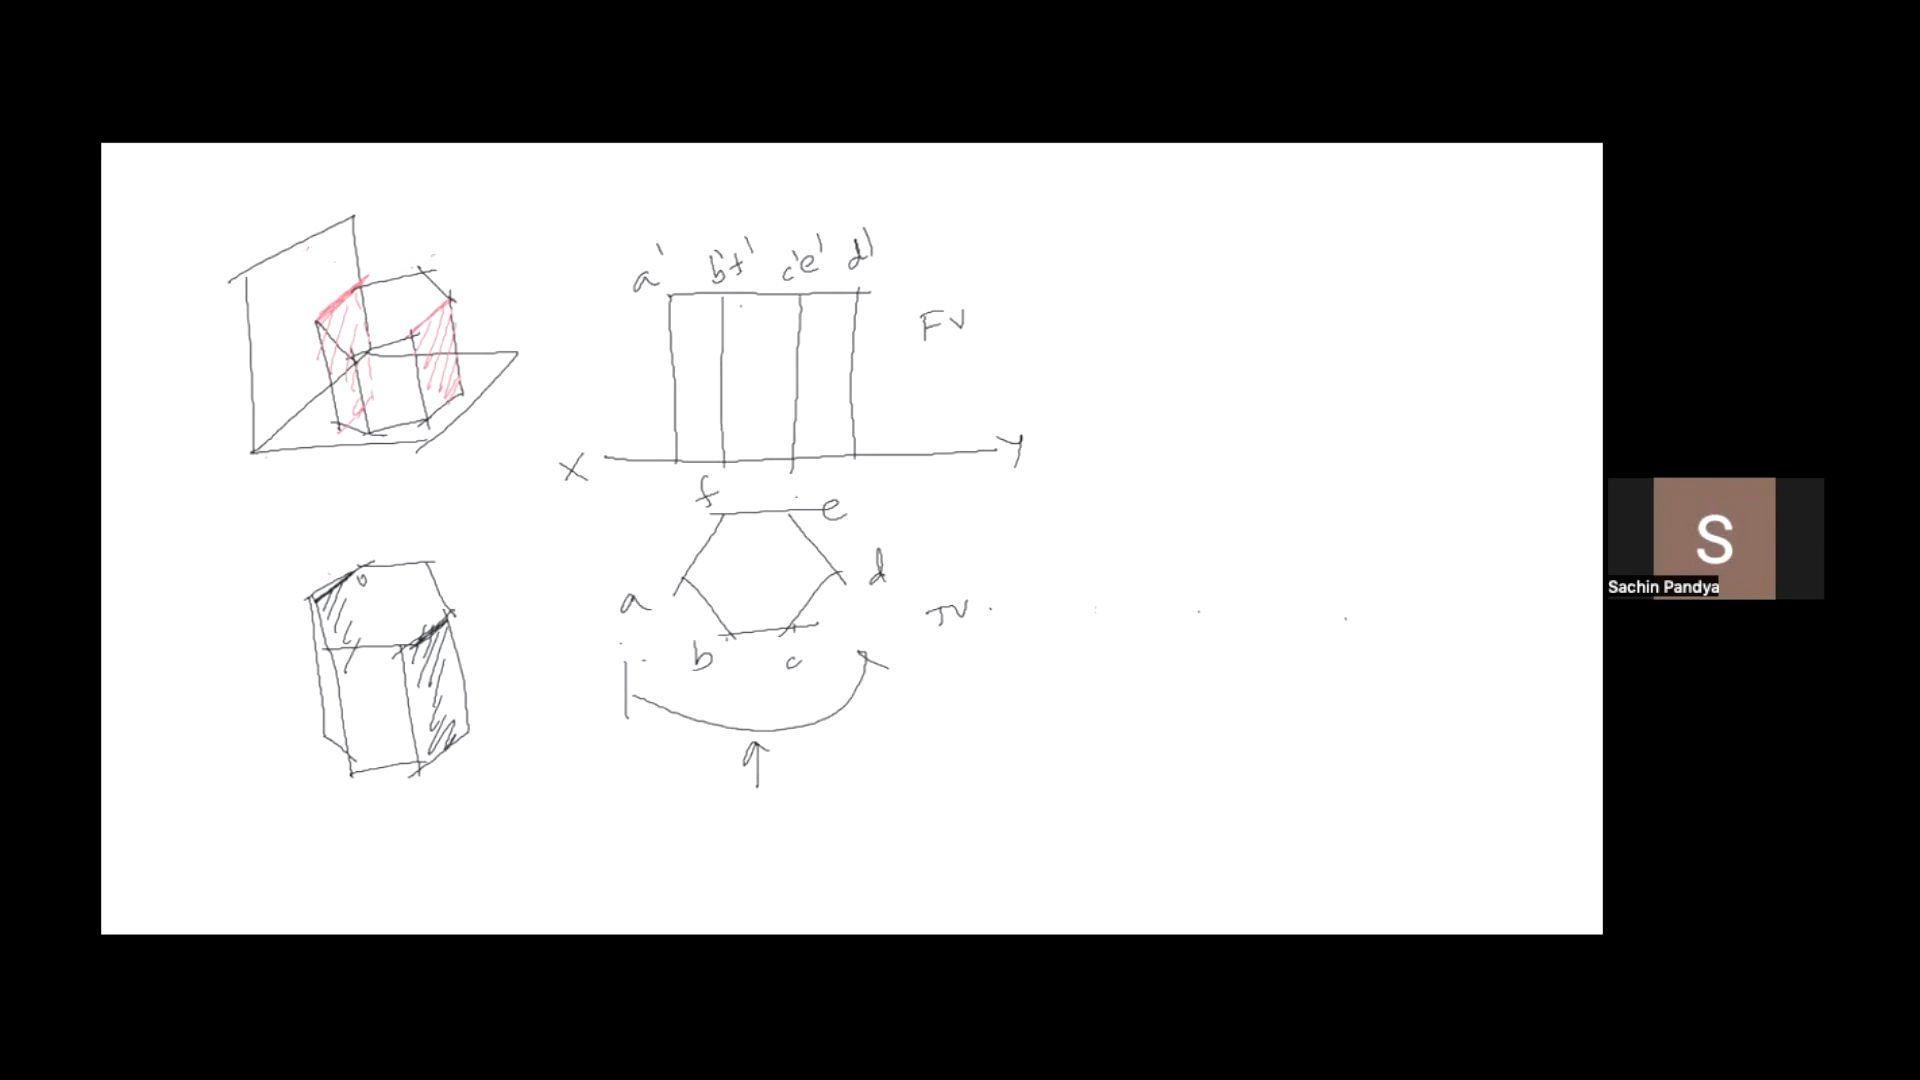 a' b'f' c'e' d'
FV
X Y
f e
a d
TV
b c
S
Sachin Pandya